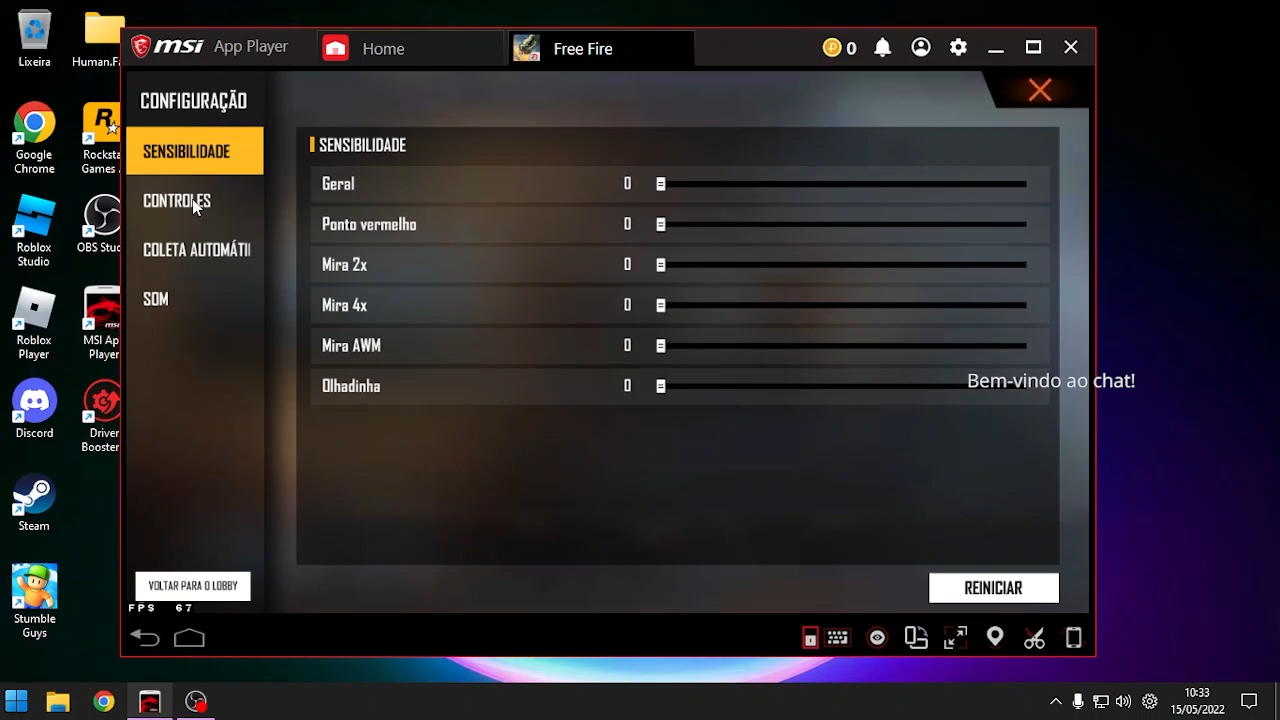 Lixeira
Human.Fa
Google
Chrome
Rockst
Games
Roblox
Studio
OBS Stu
Roblox
Player
MSI Ap
Player
Discord
Driver
Booster
Steam
Stumble
Guys
msi App Player
Home
Free Fire
0
CONFIGURAÇÃO
SENSIBILIDADE
CONTROLES
COLETA AUTOMÁTI
SOM
VOLTAR PARA O LOBBY
FPS 67
SENSIBILIDADE
Geral 0
Ponto vermelho 0
Mira 2x 0
Mira 4x 0
Mira AWM 0
Olhadinha 0
Bem-vindo ao chat!
REINICIAR
10:33
15/05/2022